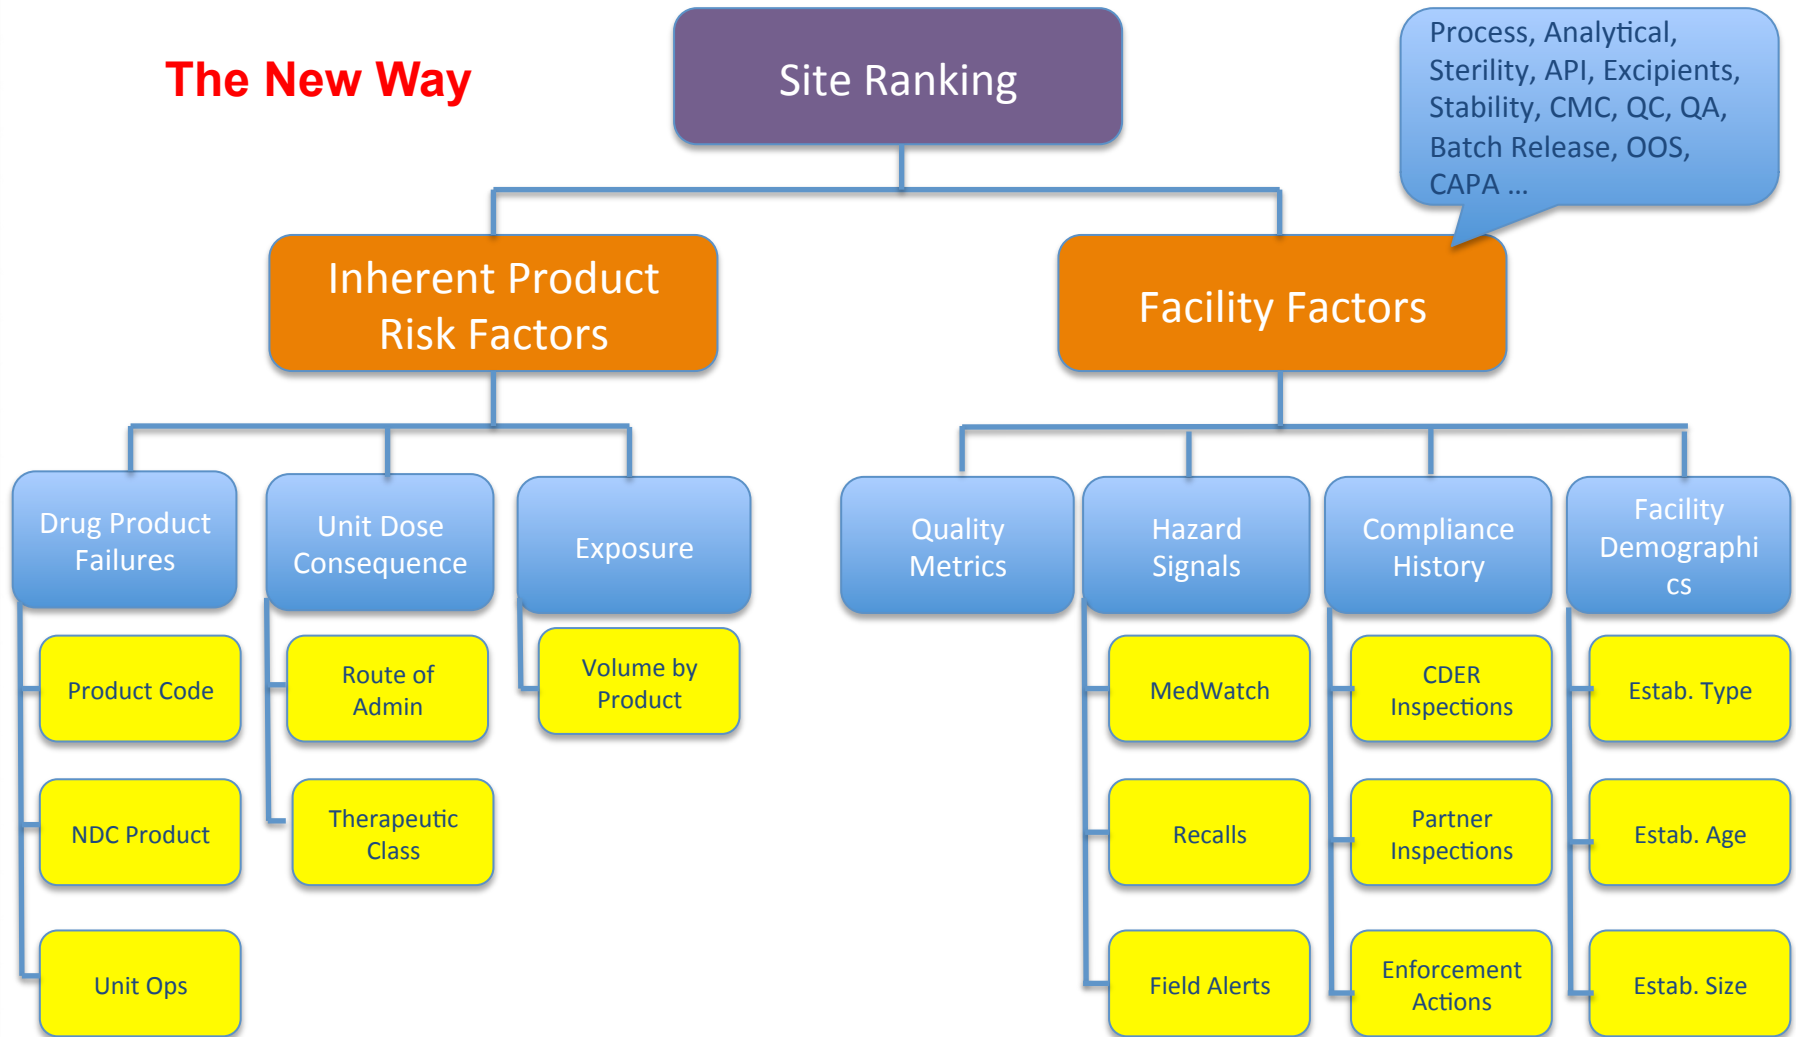 The New Way
Site Ranking
Process, Analytical,
Sterility, API, Excipients,
Stability, CMC, QC, QA,
Batch Release, OOS,
CAPA ...
Inherent Product
Risk Factors
Facility Factors
Drug Product
Failures
Unit Dose
Consequence
Exposure
Quality
Metrics
Hazard
Signals
Compliance
History
Facility
Demographi
cs
Product Code
Route of
Admin
Volume by
Product
MedWatch
CDER
Inspections
Estab. Type
NDC Product
Therapeutic
Class
Recalls
Partner
Inspections
Estab. Age
Unit Ops
Field Alerts
Enforcement
Actions
Estab. Size